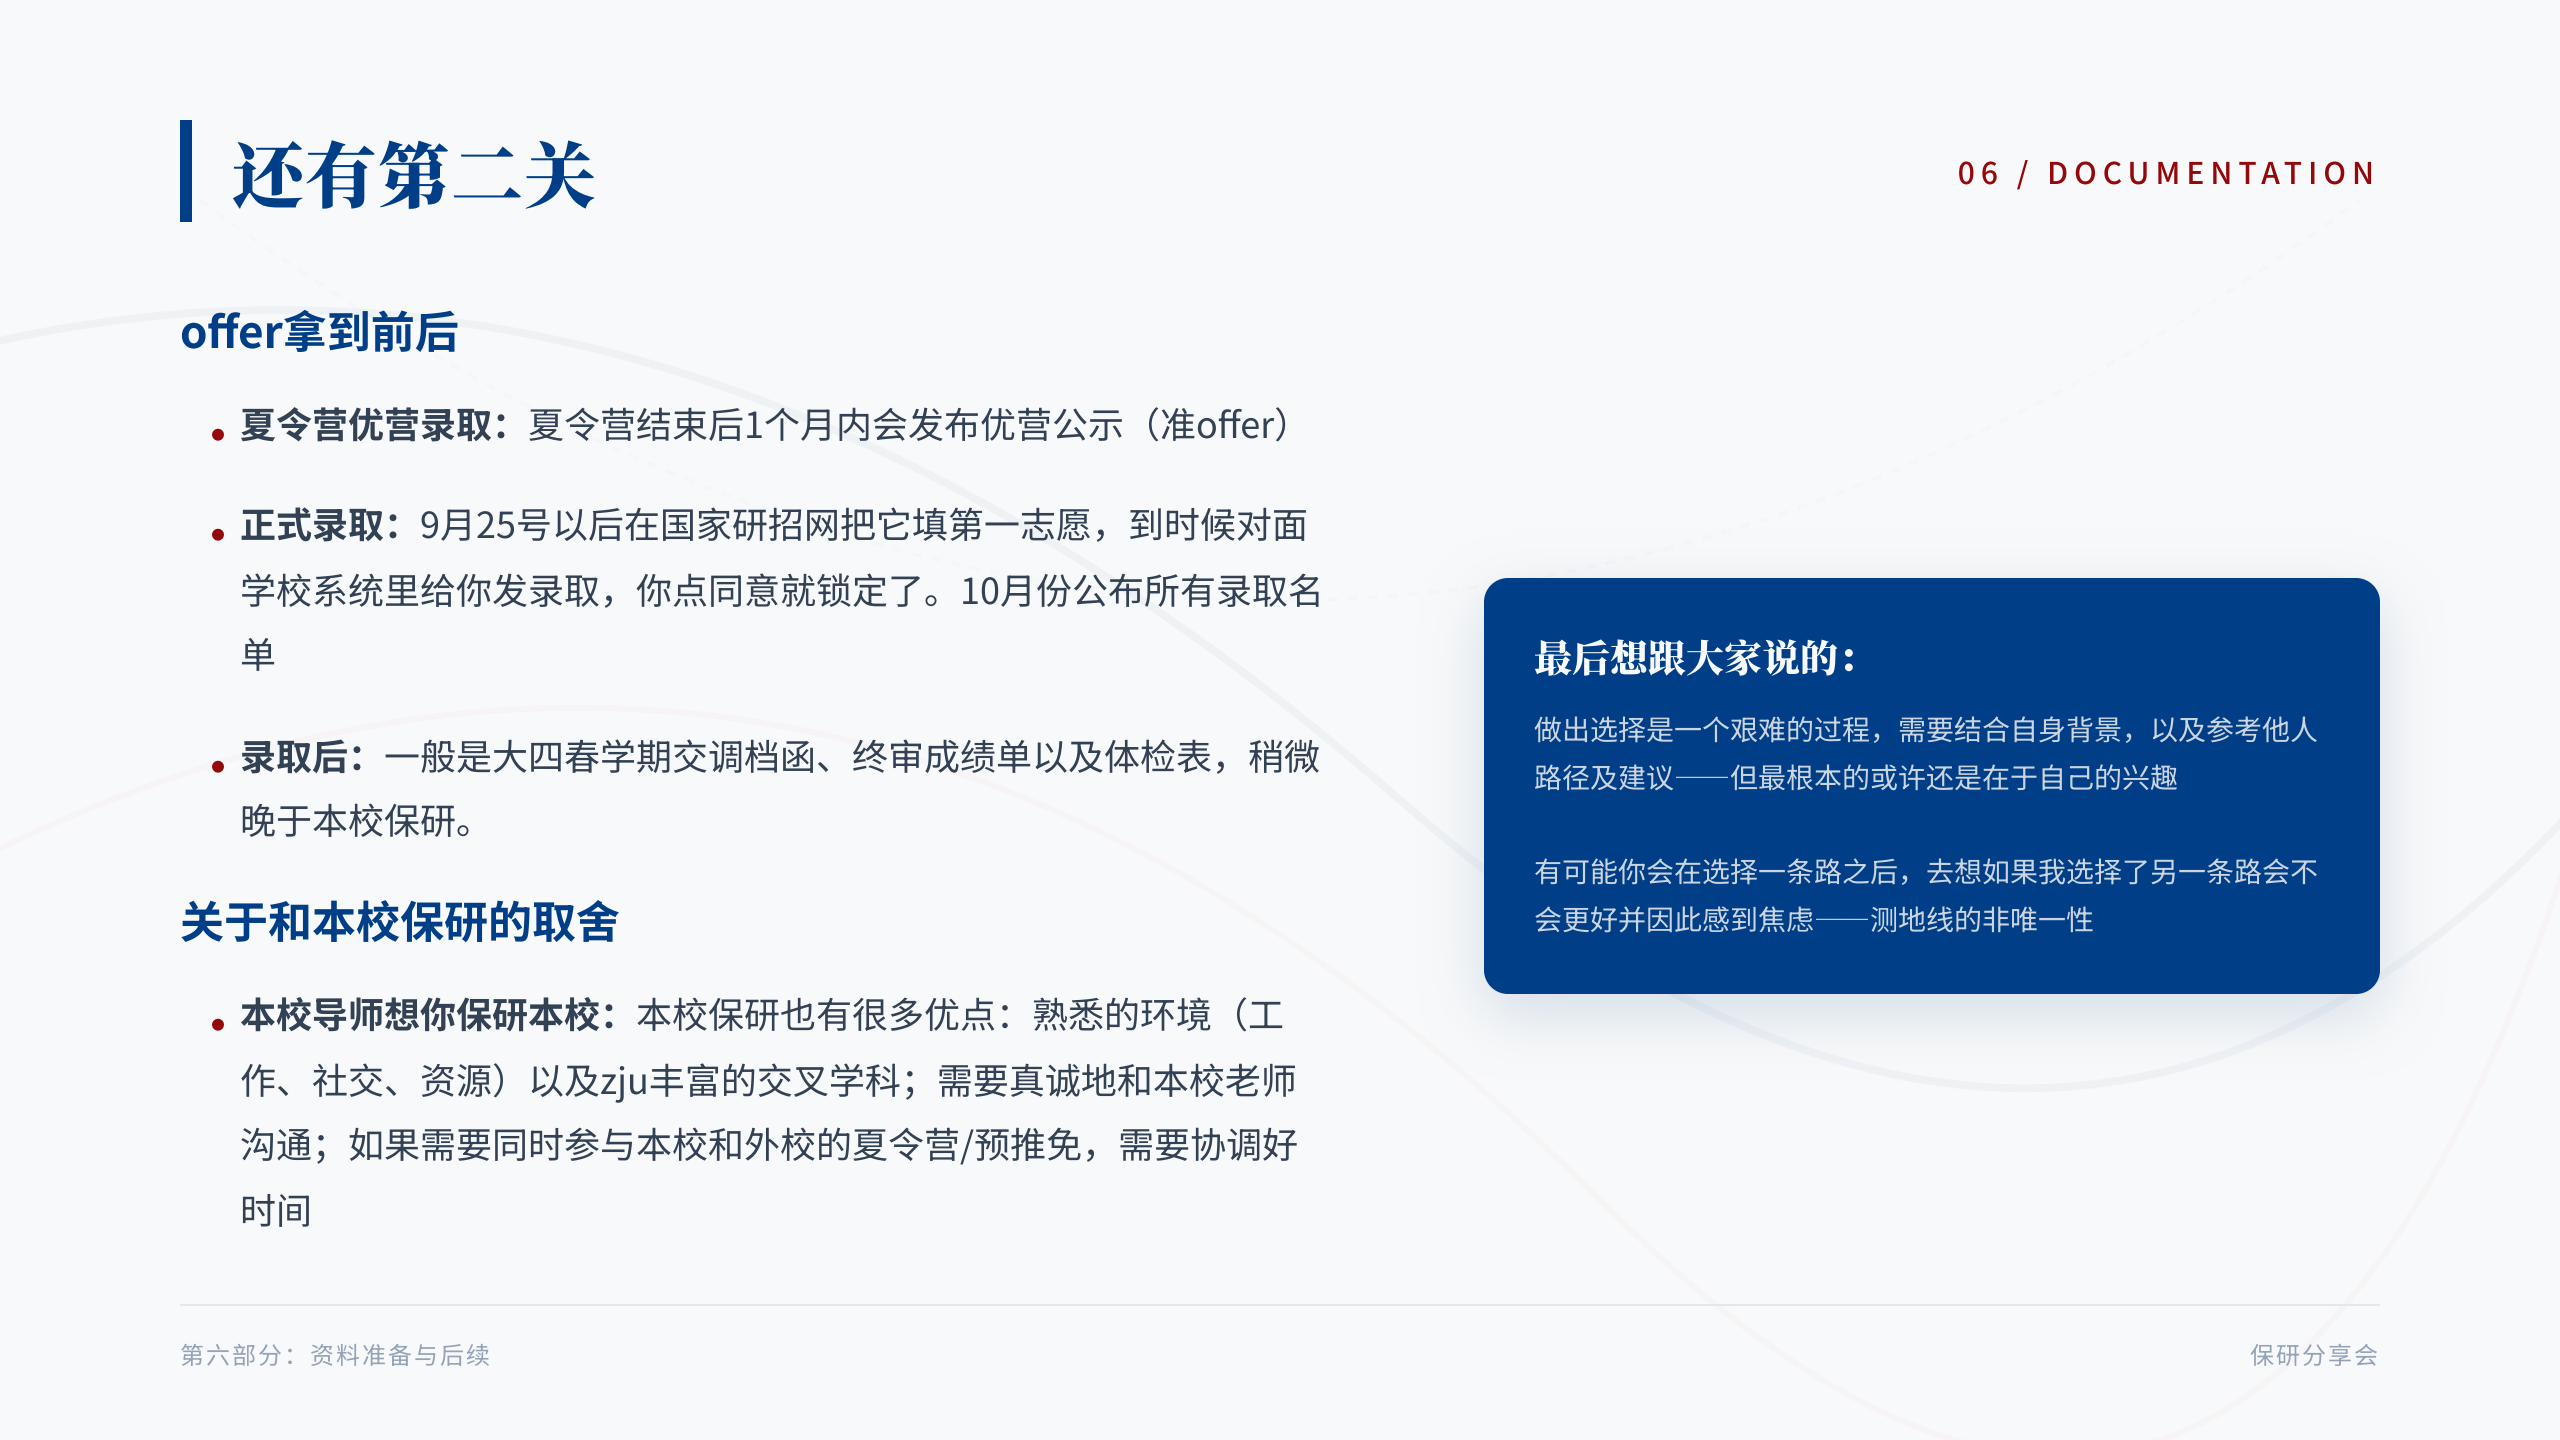 还有第二关
06 / DOCUMENTATION
offer拿到前后
夏令营优营录取：夏令营结束后1个月内会发布优营公示（准offer）
正式录取：9月25号以后在国家研招网把它填第一志愿，到时候对面
学校系统里给你发录取，你点同意就锁定了。10月份公布所有录取名
单
录取后：一般是大四春学期交调档函、终审成绩单以及体检表，稍微
晚于本校保研。
关于和本校保研的取舍
本校导师想你保研本校：本校保研也有很多优点：熟悉的环境（工
作、社交、资源）以及zju丰富的交叉学科；需要真诚地和本校老师
沟通；如果需要同时参与本校和外校的夏令营/预推免，需要协调好
时间
最后想跟大家说的：
做出选择是一个艰难的过程，需要结合自身背景，以及参考他人
路径及建议——但最根本的或许还是在于自己的兴趣
有可能你会在选择一条路之后，去想如果我选择了另一条路会不
会更好并因此感到焦虑——测地线的非唯一性
第六部分：资料准备与后续
保研分享会